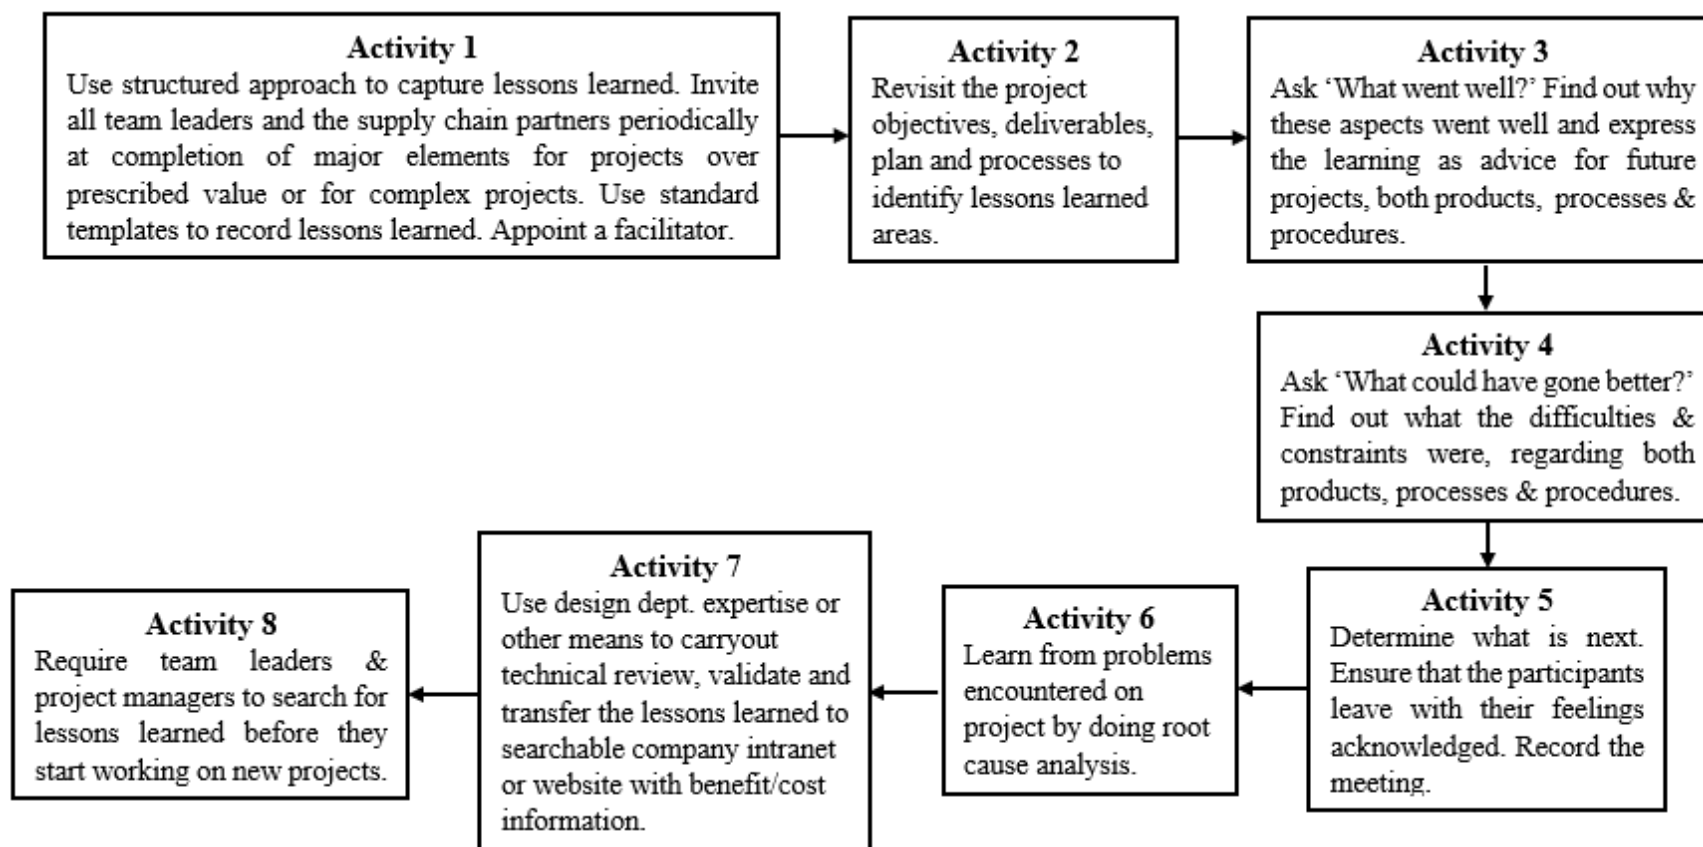 Activity 1
Use structured approach to capture lessons learned. Invite
all team leaders and the supply chain partners periodically
at completion of major elements for projects over
prescribed value or for complex projects. Use standard
templates to record lessons learned. Appoint a facilitator.
Activity 2
Revisit the project
objectives, deliverables,
plan and processes to
identify lessons learned
areas.
Activity 3
Ask ‘What went well?’ Find out why
these aspects went well and express
the learning as advice for future
projects, both products, processes &
procedures.
Activity 4
Ask ‘What could have gone better?’
Find out what the difficulties &
constraints were, regarding both
products, processes & procedures.
Activity 5
Determine what is next.
Ensure that the participants
leave with their feelings
acknowledged. Record the
meeting.
Activity 6
Learn from problems
encountered on
project by doing root
cause analysis.
Activity 7
Use design dept. expertise or
other means to carryout
technical review, validate and
transfer the lessons learned to
searchable company intranet
or website with benefit/cost
information.
Activity 8
Require team leaders &
project managers to search for
lessons learned before they
start working on new projects.